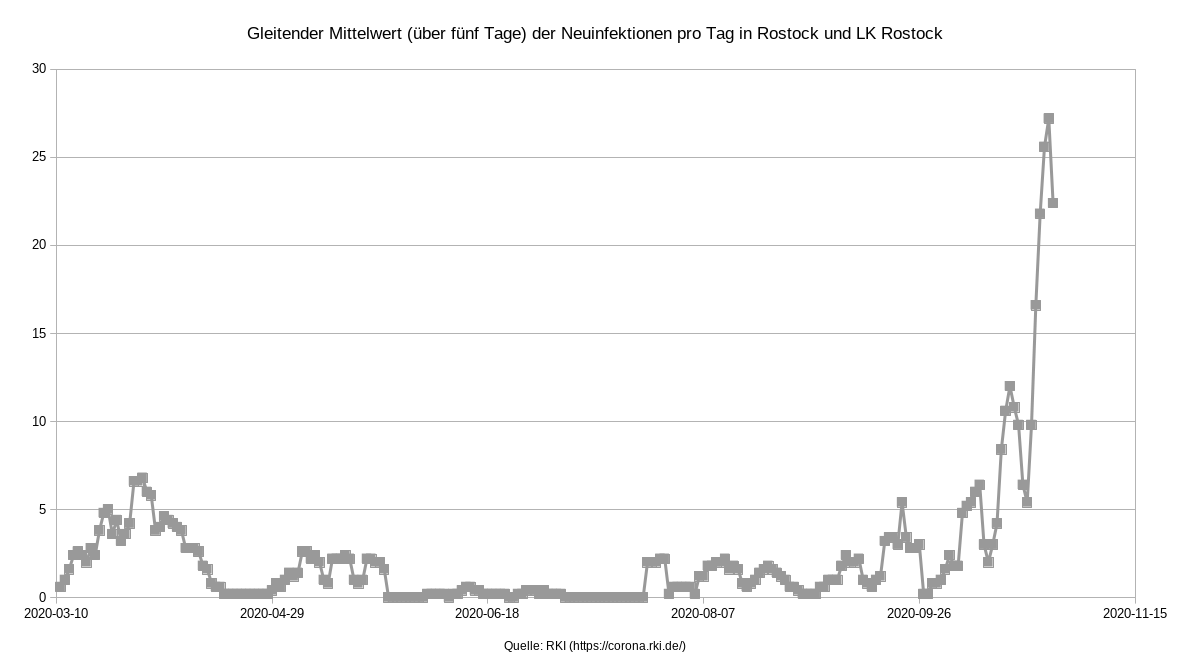 Gleitender Mittelwert (über fünf Tage) der Neuinfektionen pro Tag in Rostock und LK Rostock
30
25
20
15
10
5
0
2020-03-10 2020-04-29 2020-06-18 2020-08-07 2020-09-26 2020-11-15
Quelle: RKI (https://corona.rki.de/)